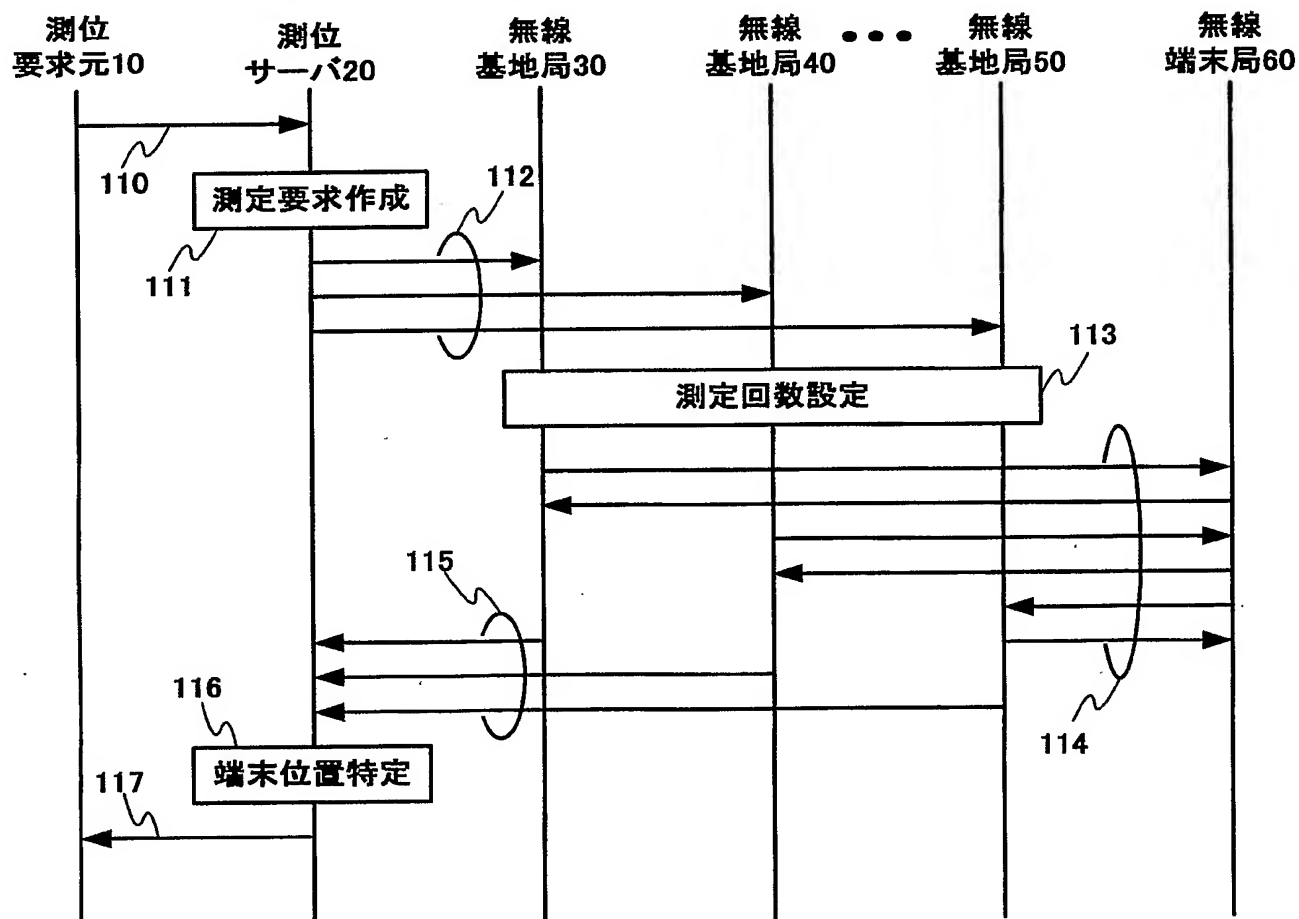 測位
要求元10
測位
サーバ20
無線
基地局30
無線
基地局40
•••
無線
基地局50
無線
端末局60
110
測定要求作成
111
112
測定回数設定
113
114
115
116
端末位置特定
117